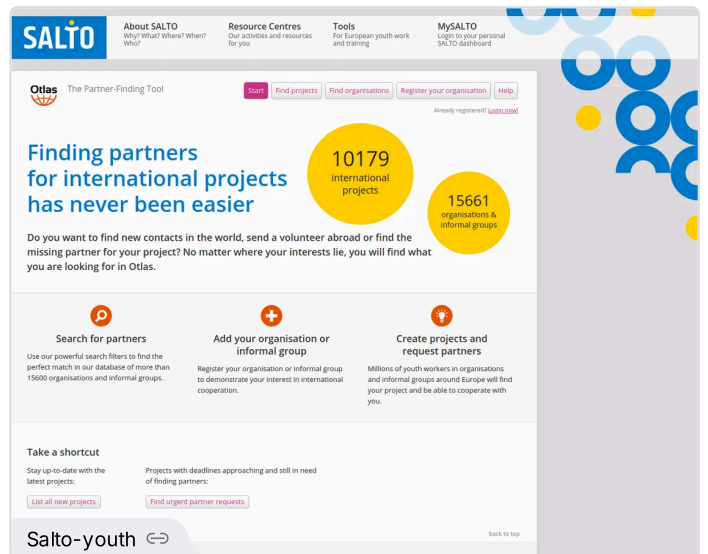 SALTO
About SALTO
Why? What? Where? When?
Who?
Resource Centres
Our activities and resources
for you
Tools
For European youth work
and training
MySALTO
Login to your personal
SALTO dashboard
Otlas
The Partner-Finding Tool
Start
Find projects
Find organisations
Register your organisation
Help
Already registered? Login now!
Finding partners
for international projects
has never been easier
10179
international
projects
15661
organisations &
informal groups
Do you want to find new contacts in the world, send a volunteer abroad or find the
missing partner for your project? No matter where your interests lie, you will find what
you are looking for in Otlas.
Search for partners
Use our powerful search filters to find the
perfect match in our database of more than
15600 organisations and informal groups.
Add your organisation or
informal group
Register your organisation or informal group
to demonstrate your interest in international
cooperation.
Create projects and
request partners
Millions of youth workers in organisations
and informal groups around Europe will find
your project and be able to cooperate with
you.
Take a shortcut
Stay up-to-date with the
latest projects:
List all new projects
Projects with deadlines approaching and still in need
of finding partners:
Find urgent partner requests
back to top
Salto-youth